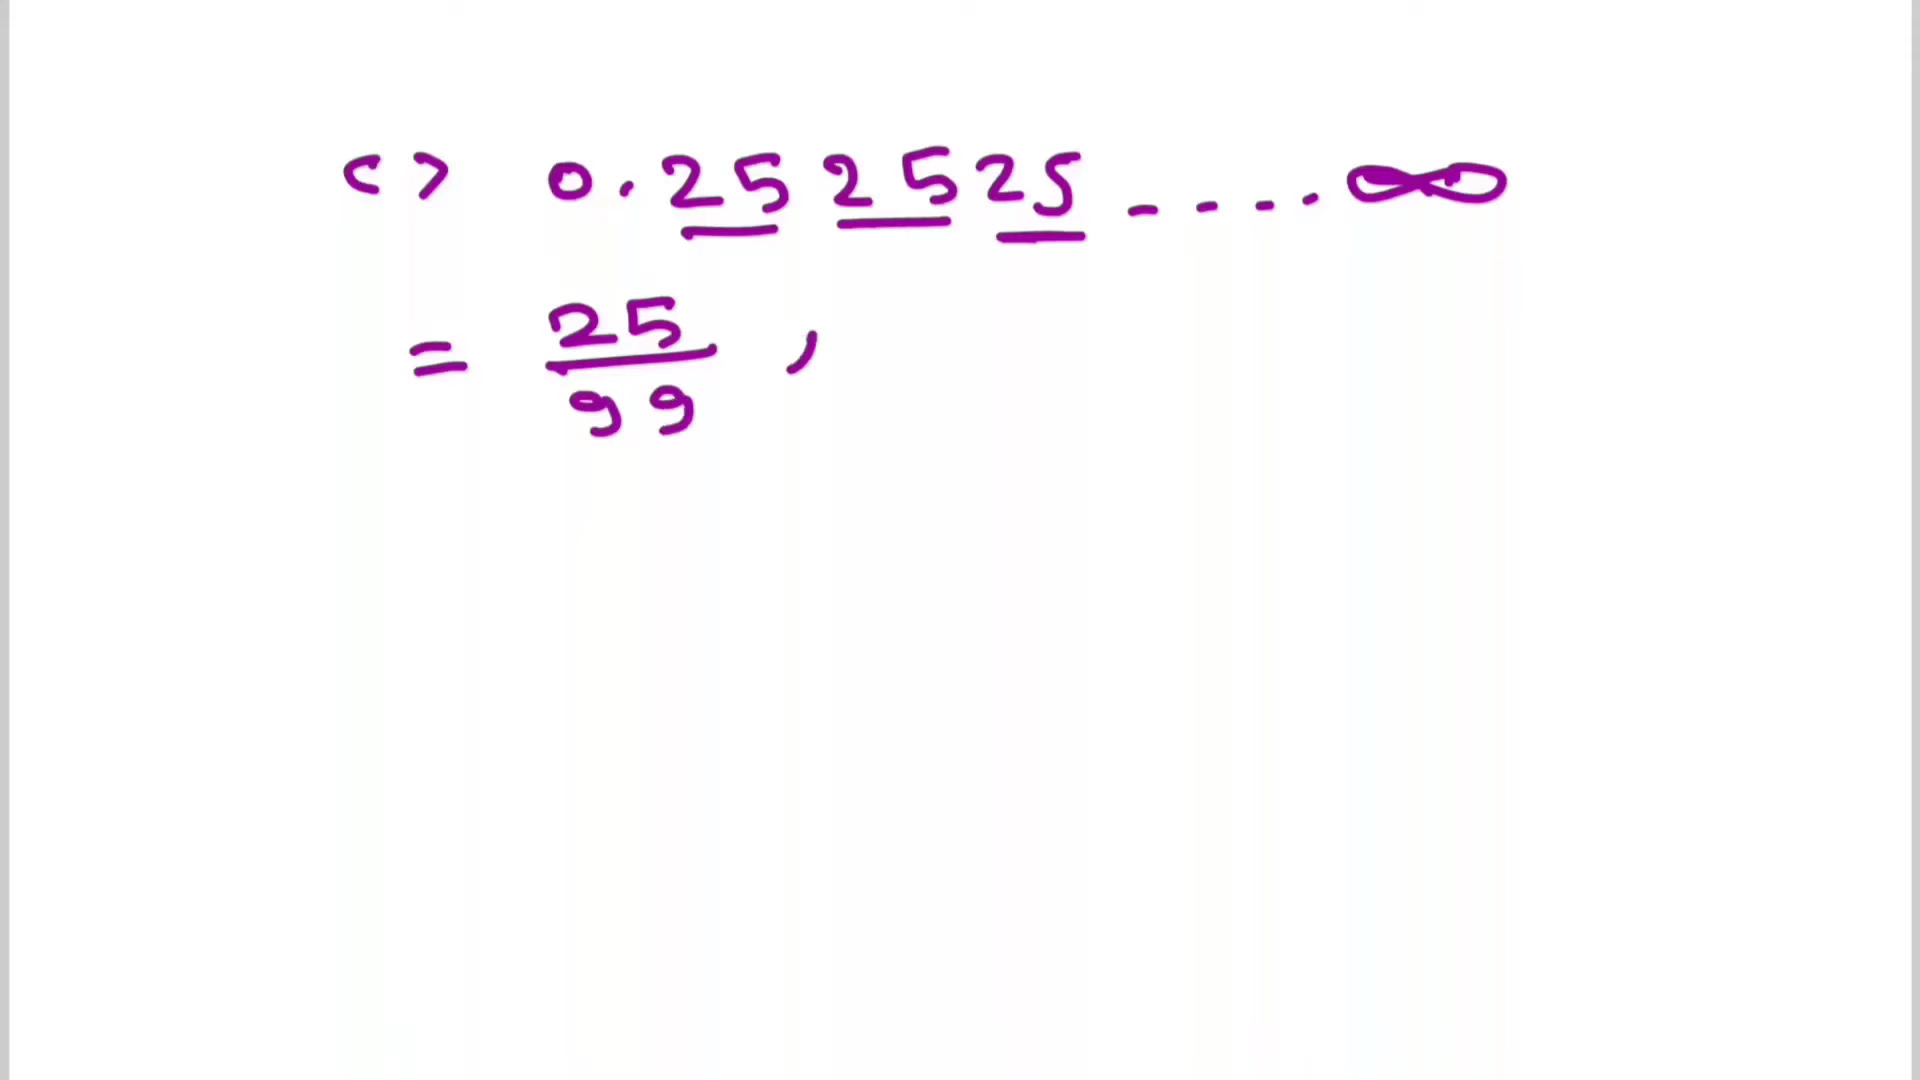 <> 0.252525 - - - . ∞
= 25/99 ,